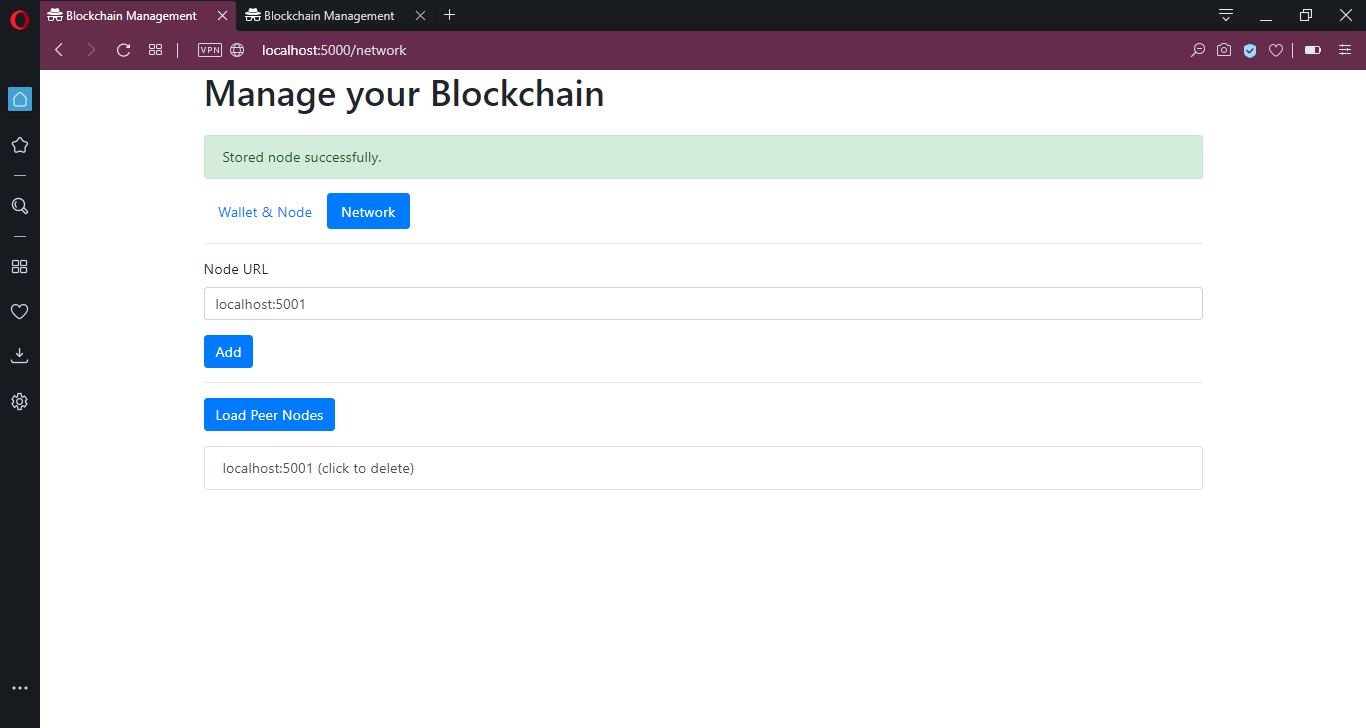 Blockchain Management
Blockchain Management
VPN
localhost:5000/network
Manage your Blockchain
Stored node successfully.
Wallet & Node
Network
Node URL
localhost:5001
Add
Load Peer Nodes
localhost:5001 (click to delete)